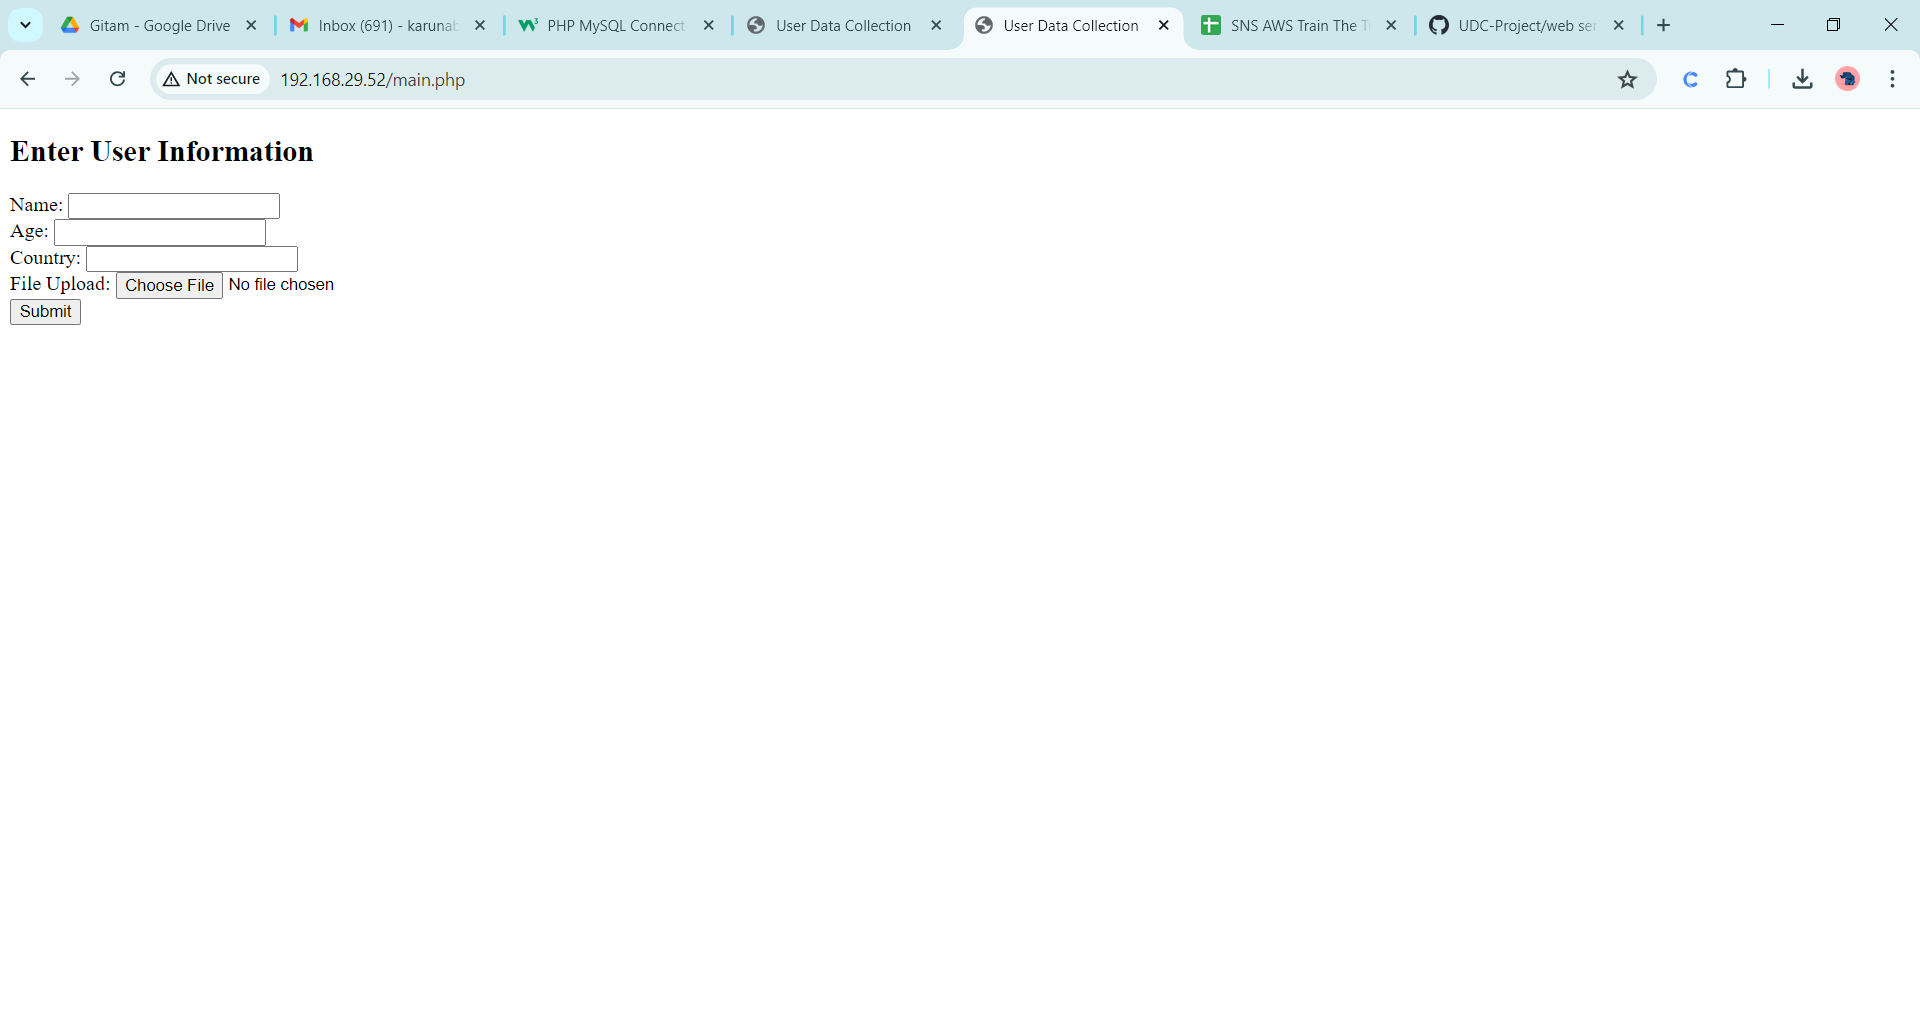 Gitam - Google Drive
Inbox (691) - karunab
PHP MySQL Connect
User Data Collection
User Data Collection
SNS AWS Train The T
UDC-Project/web ser
Not secure
192.168.29.52/main.php
Enter User Information
Name:
Age:
Country:
File Upload: Choose File No file chosen
Submit